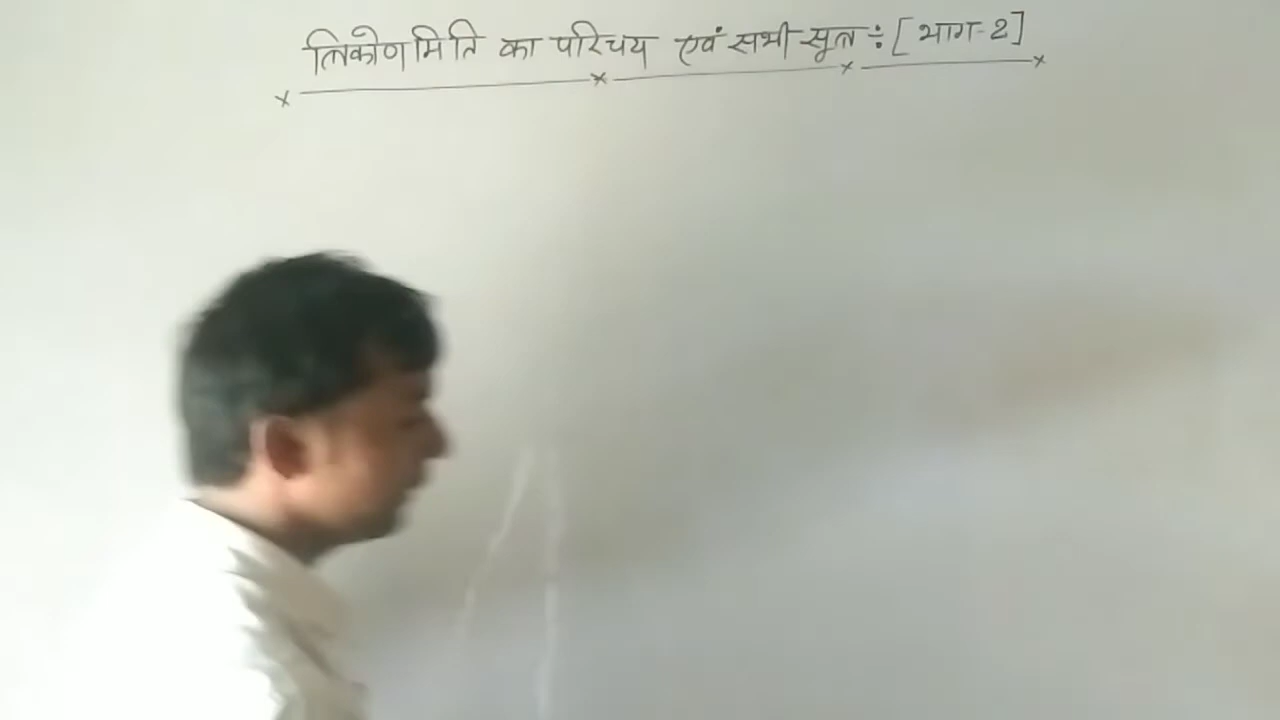 त्रिकोणमिति का परिचय एवं सभी सूत्र ÷ [ भाग-2 ]